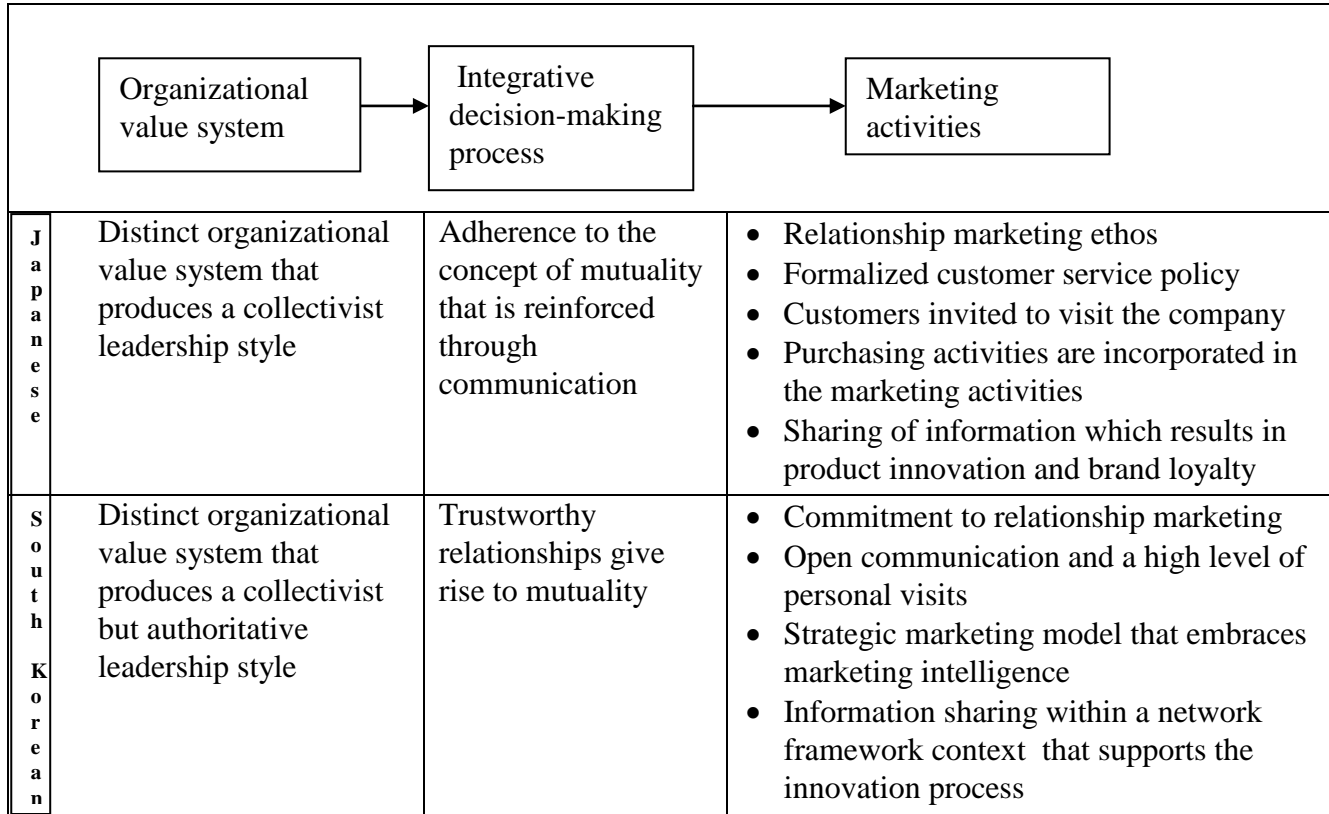 Organizational
value system
Integrative
decision-making
process
Marketing
activities
Japanese
Distinct organizational
value system that
produces a collectivist
leadership style
Adherence to the
concept of mutuality
that is reinforced
through
communication
• Relationship marketing ethos
• Formalized customer service policy
• Customers invited to visit the company
• Purchasing activities are incorporated in
the marketing activities
• Sharing of information which results in
product innovation and brand loyalty
South Korean
Distinct organizational
value system that
produces a collectivist
but authoritative
leadership style
Trustworthy
relationships give
rise to mutuality
• Commitment to relationship marketing
• Open communication and a high level of
personal visits
• Strategic marketing model that embraces
marketing intelligence
• Information sharing within a network
framework context that supports the
innovation process